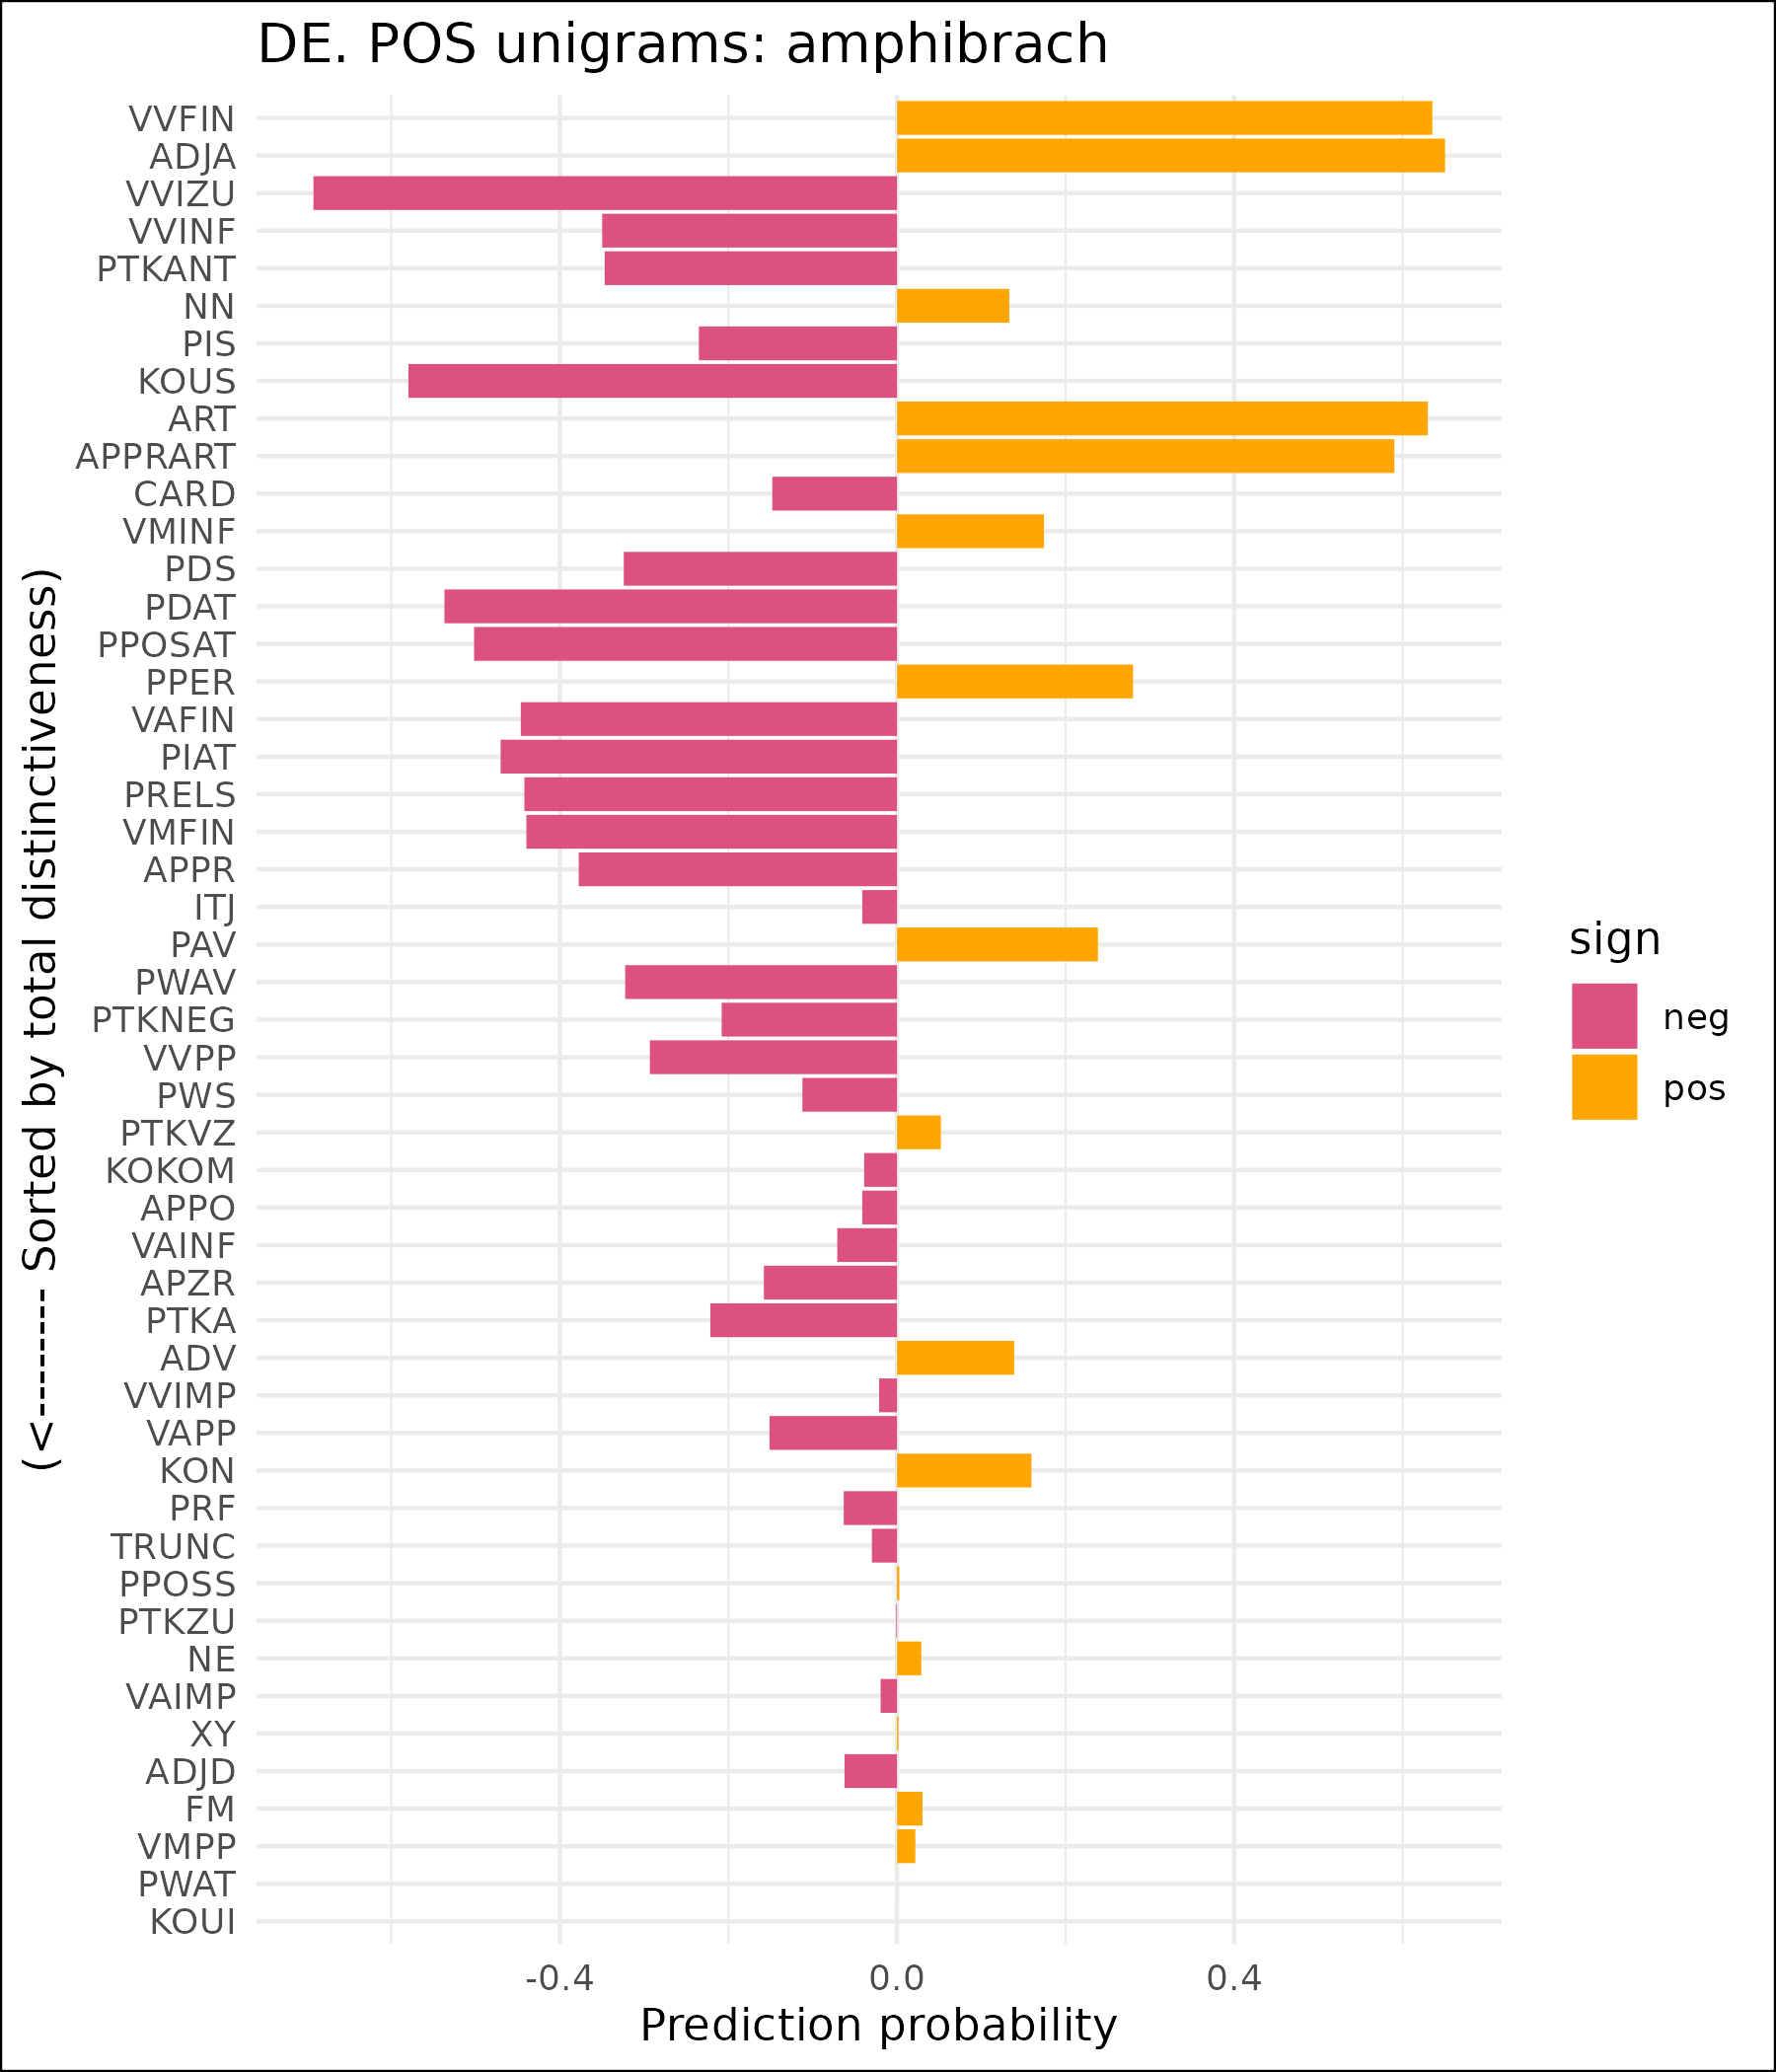 DE. POS unigrams: amphibrach
VVFIN
ADJA
VVIZU
VVINF
PTKANT
NN
PIS
KOUS
ART
APPRART
CARD
VMINF
PDS
PDAT
PPOSAT
PPER
VAFIN
PIAT
PRELS
VMFIN
APPR
ITJ
PAV
PWAV
PTKNEG
VVPP
PWS
PTKVZ
KOKOM
APPO
VAINF
APZR
PTKA
ADV
VVIMP
VAPP
KON
PRF
TRUNC
PPOSS
PTKZU
NE
VAIMP
XY
ADJD
FM
VMPP
PWAT
KOUI
(<--------- Sorted by total distinctiveness)
-0.4 0.0 0.4
Prediction probability
sign
neg
pos